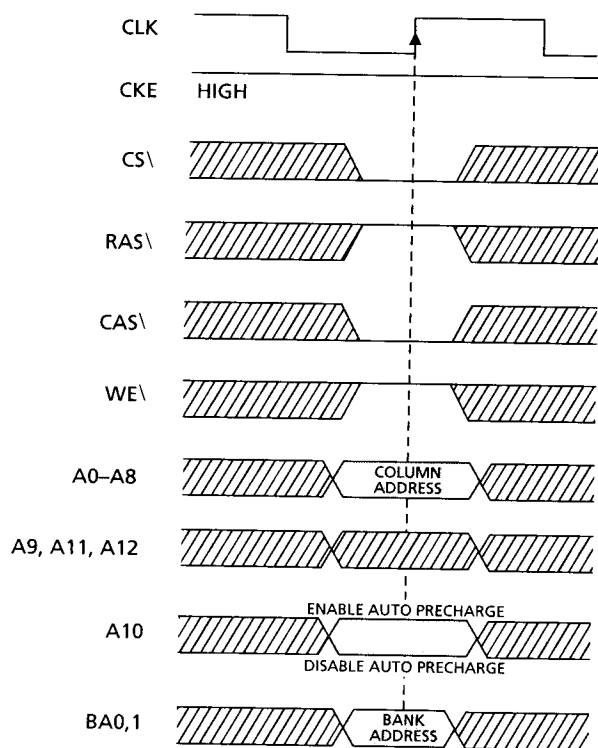 CLK
CKE HIGH
CS\
RAS\
CAS\
WE\
A0–A8 COLUMN ADDRESS
A9, A11, A12
ENABLE AUTO PRECHARGE
A10
DISABLE AUTO PRECHARGE
BA0,1 BANK ADDRESS